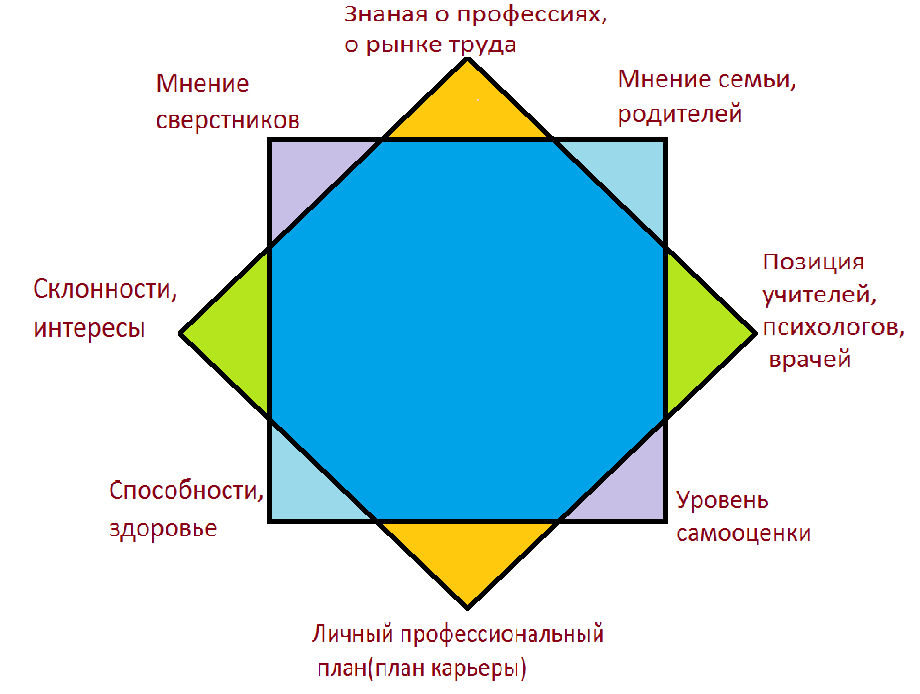 Знаная о профессиях,
о рынке труда
Мнение
сверстников
Мнение семьи,
родителей
Склонности,
интересы
Позиция
учителей,
психологов,
врачей
Способности,
здоровье
Уровень
самооценки
Личный профессиональный
план(план карьеры)